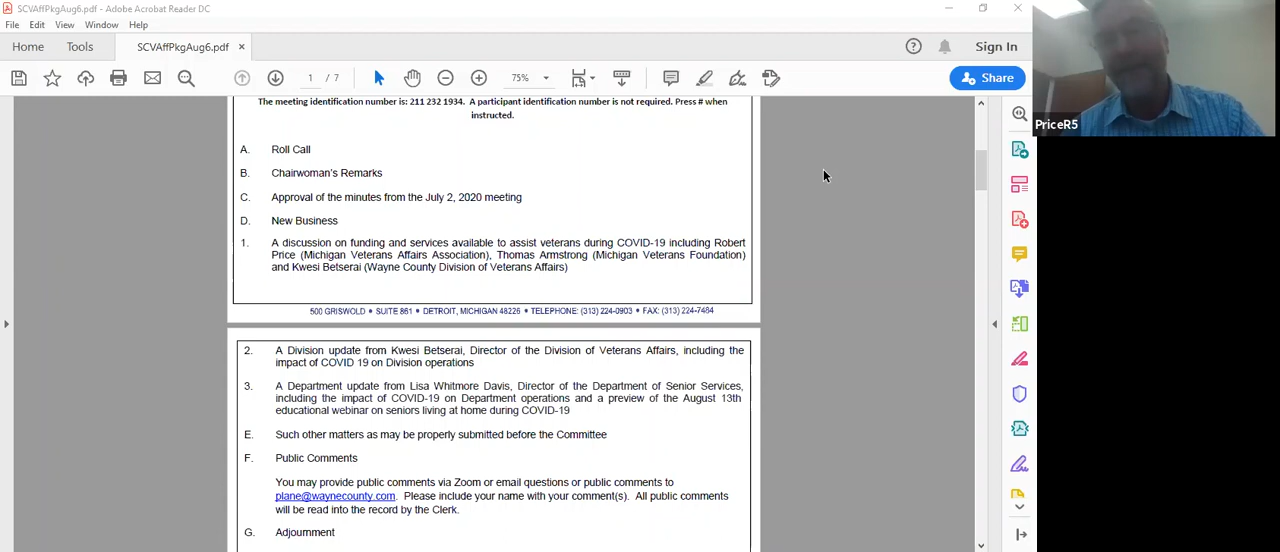 SCVAffPkgAug6.pdf - Adobe Acrobat Reader DC
File Edit View Window Help
Home Tools SCVAffPkgAug6.pdf × Sign In
1 / 7 75% Share
PriceR5
The meeting identification number is: 211 232 1934. A participant identification number is not required. Press # when
instructed.
A. Roll Call
B. Chairwoman's Remarks
C. Approval of the minutes from the July 2, 2020 meeting
D. New Business
1. A discussion on funding and services available to assist veterans during COVID-19 including Robert
Price (Michigan Veterans Affairs Association), Thomas Armstrong (Michigan Veterans Foundation)
and Kwesi Betserai (Wayne County Division of Veterans Affairs)
500 GRISWOLD • SUITE 861 • DETROIT, MICHIGAN 48226 • TELEPHONE: (313) 224-0903 • FAX: (313) 224-7484
2. A Division update from Kwesi Betserai, Director of the Division of Veterans Affairs, including the
impact of COVID 19 on Division operations
3. A Department update from Lisa Whitmore Davis, Director of the Department of Senior Services,
including the impact of COVID-19 on Department operations and a preview of the August 13th
educational webinar on seniors living at home during COVID-19
E. Such other matters as may be properly submitted before the Committee
F. Public Comments
You may provide public comments via Zoom or email questions or public comments to
plane@waynecounty.com. Please include your name with your comment(s). All public comments
will be read into the record by the Clerk.
G. Adjournment